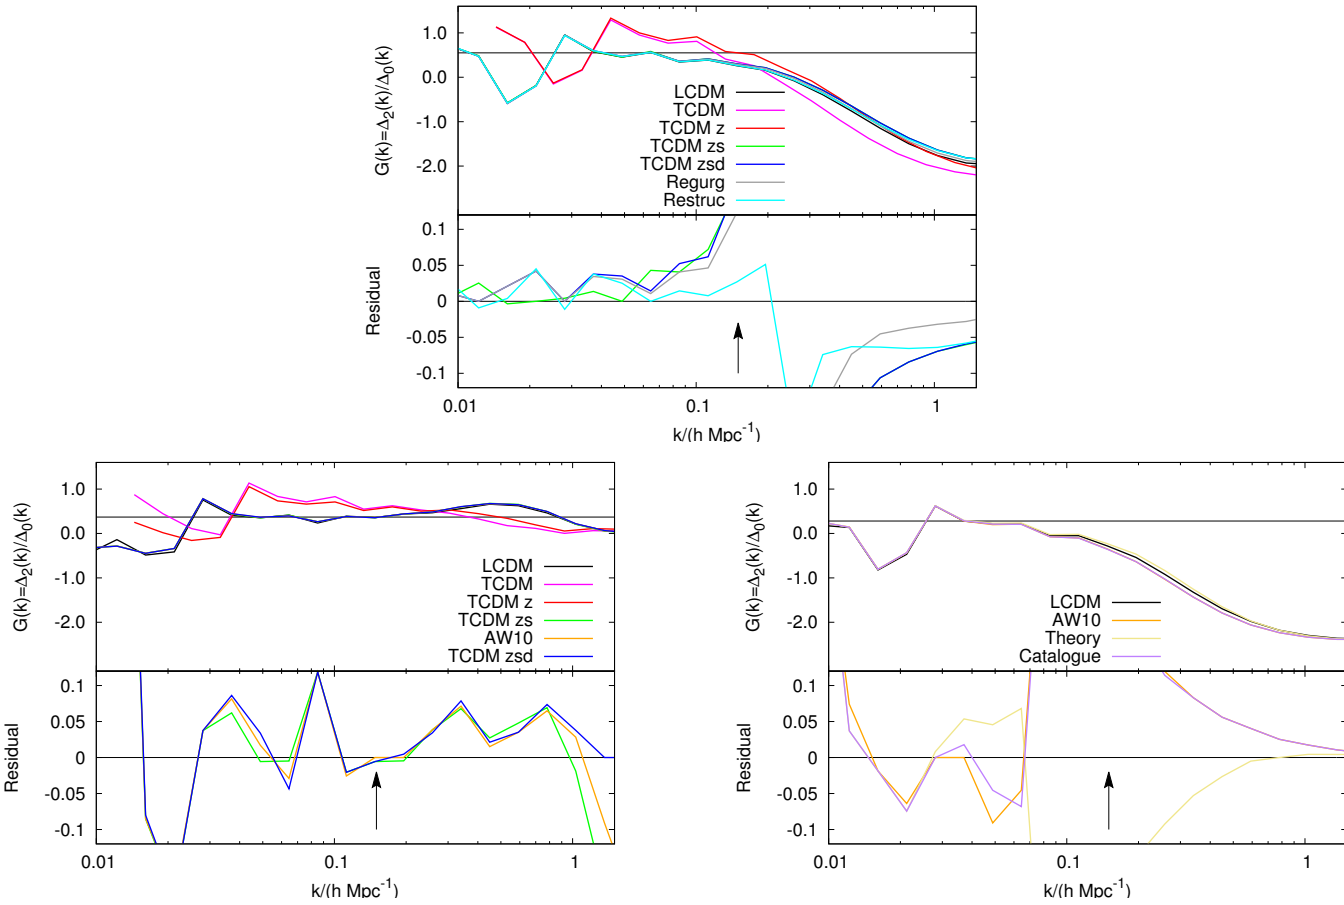 G(k)=Δ2(k)/Δ0(k)
1.0
0.0
-1.0
-2.0
LCDM
TCDM
TCDM z
TCDM zs
TCDM zsd
Regurg
Restruc
Residual
0.1
0.05
0
-0.05
-0.1
0.01
0.1
1
k/(h Mpc-1)
G(k)=Δ2(k)/Δ0(k)
1.0
0.0
-1.0
-2.0
LCDM
TCDM
TCDM z
TCDM zs
AW10
TCDM zsd
Residual
0.1
0.05
0
-0.05
-0.1
0.01
0.1
1
k/(h Mpc-1)
G(k)=Δ2(k)/Δ0(k)
1.0
0.0
-1.0
-2.0
LCDM
AW10
Theory
Catalogue
Residual
0.1
0.05
0
-0.05
-0.1
0.01
0.1
1
k/(h Mpc-1)